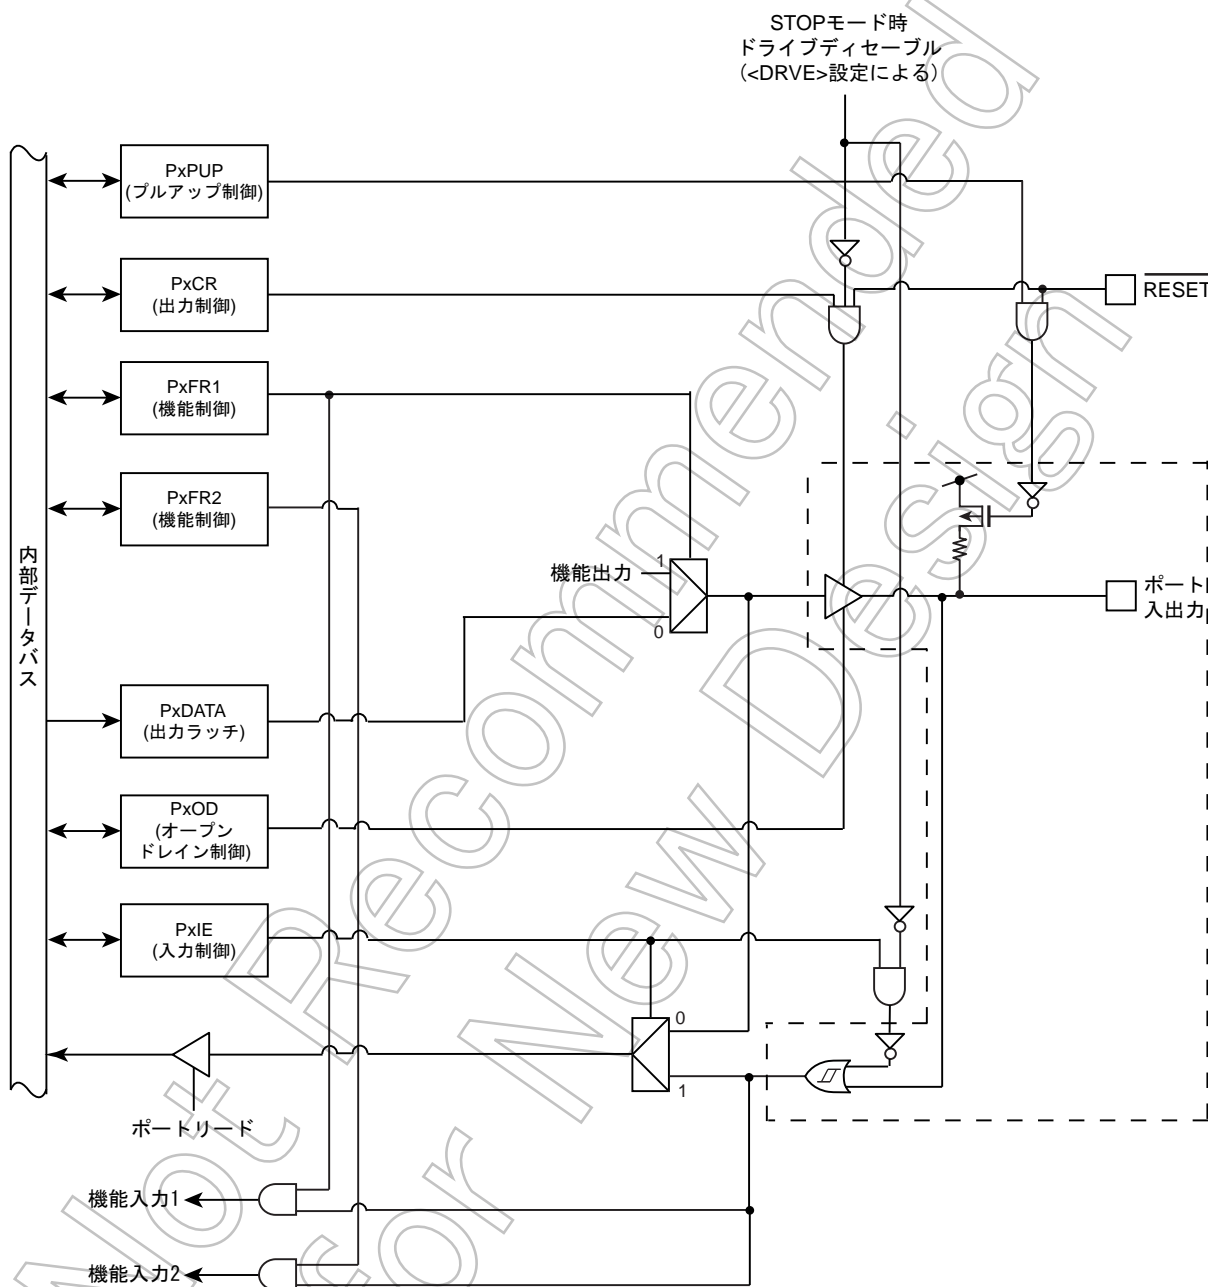 STOPモード時
ドライブディセーブル
(<DRVE>設定による)
PxPUP
(プルアップ制御)
PxCR
(出力制御)
RESET
PxFR1
(機能制御)
PxFR2
(機能制御)
内部データバス
機能出力
1
0
ポート
入出力
PxDATA
(出力ラッチ)
PxOD
(オープン
ドレイン制御)
PxIE
(入力制御)
0
1
ポートリード
機能入力1
機能入力2
Not Recommended
for New Design